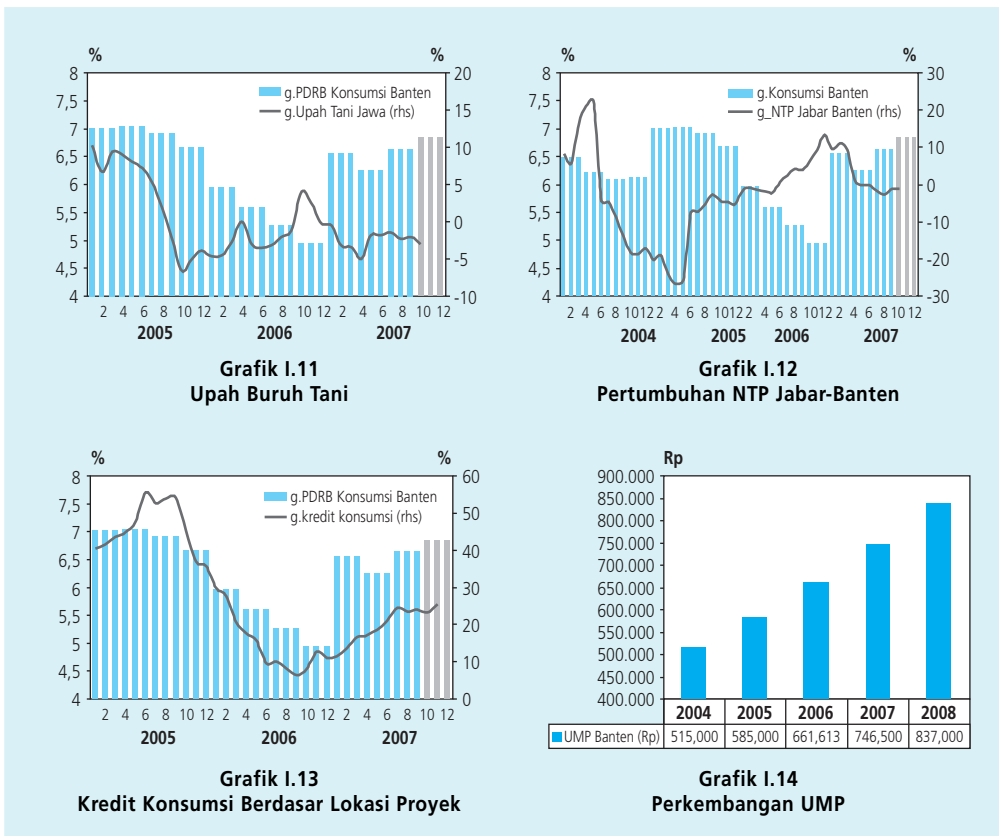 % %
8 20
7,5 15
7 10
6,5 5
6 0
5,5
5 -5
4,5
4 -10
g.PDRB Konsumsi Banten
g.Upah Tani Jawa (rhs)
2 4 6 8 10 12 2 4 6 8 10 12 2 4 6 8 10 12
2005 2006 2007
Grafik I.11
Upah Buruh Tani
% %
8 30
7,5 20
7
6,5 10
6 0
5,5 -10
5
4,5 -20
4 -30
g.Konsumsi Banten
g_NTP Jabar Banten (rhs)
2 4 6 8 1012 2 4 6 8 1012 2 4 6 8 1012 2 4 6 8 10 12
2004 2005 2006 2007
Grafik I.12
Pertumbuhan NTP Jabar-Banten
% %
8 60
7,5 50
7
6,5 40
6 30
5,5
5 20
4,5 10
4 0
g.PDRB Konsumsi Banten
g.kredit konsumsi (rhs)
2 4 6 8 10 12 2 4 6 8 10 12 2 4 6 8 10 12
2005 2006 2007
Grafik I.13
Kredit Konsumsi Berdasar Lokasi Proyek
Rp
900.000
850.000
800.000
750.000
700.000
650.000
600.000
550.000
500.000
450.000
400.000
2004 2005 2006 2007 2008
UMP Banten (Rp) 515,000 585,000 661,613 746,500 837,000
Grafik I.14
Perkembangan UMP